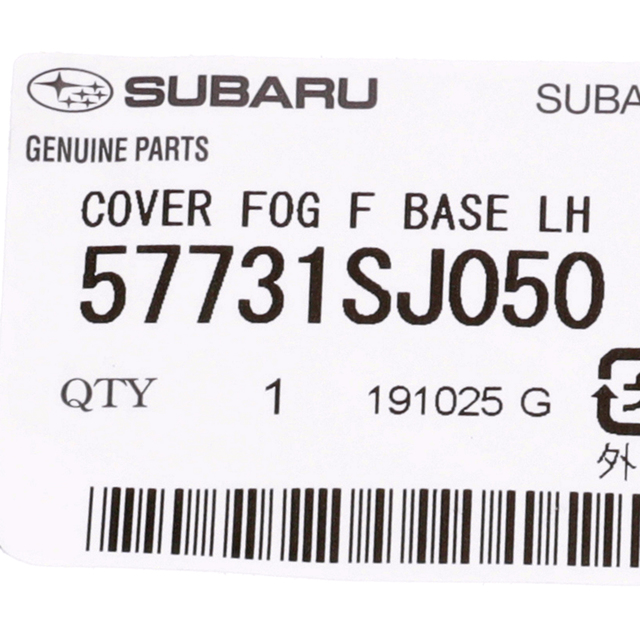 SUBARU SUBA
GENUINE PARTS
COVER FOG F BASE LH
57731SJ050
QTY 1 191025 G
外